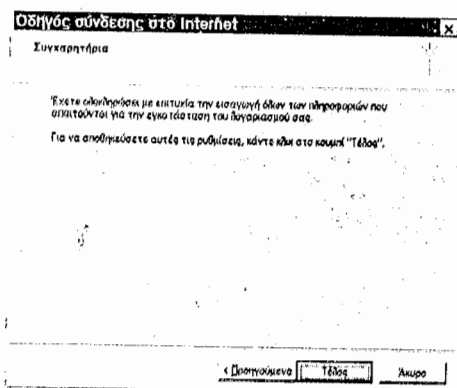 Οδηγός σύνδεσης στο Internet
Συγχαρητήρια
Έχετε ολοκληρώσει με επιτυχία την εισαγωγή όλων των πληροφοριών που
απαιτούνται για την εγκατάσταση του λογαριασμού σας.
Για να αποθηκεύσετε αυτές τις ρυθμίσεις, κάντε κλικ στο κουμπί "Τέλος".
< Προηγούμενο
Τέλος
Άκυρο